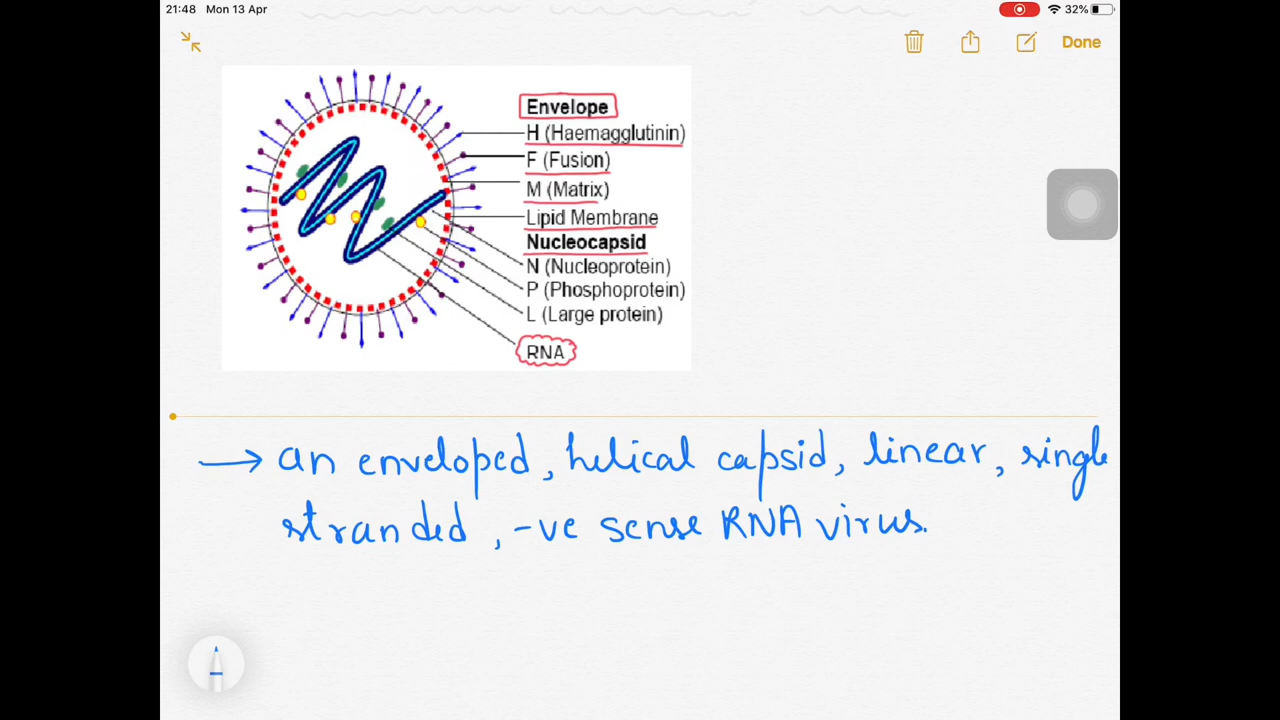 21:48 Mon 13 Apr 32%
Done
Envelope
H (Haemagglutinin)
F (Fusion)
M (Matrix)
Lipid Membrane
Nucleocapsid
N (Nucleoprotein)
P (Phosphoprotein)
L (Large protein)
RNA
→ an enveloped, helical capsid, linear, single
stranded, -ve sense RNA virus.